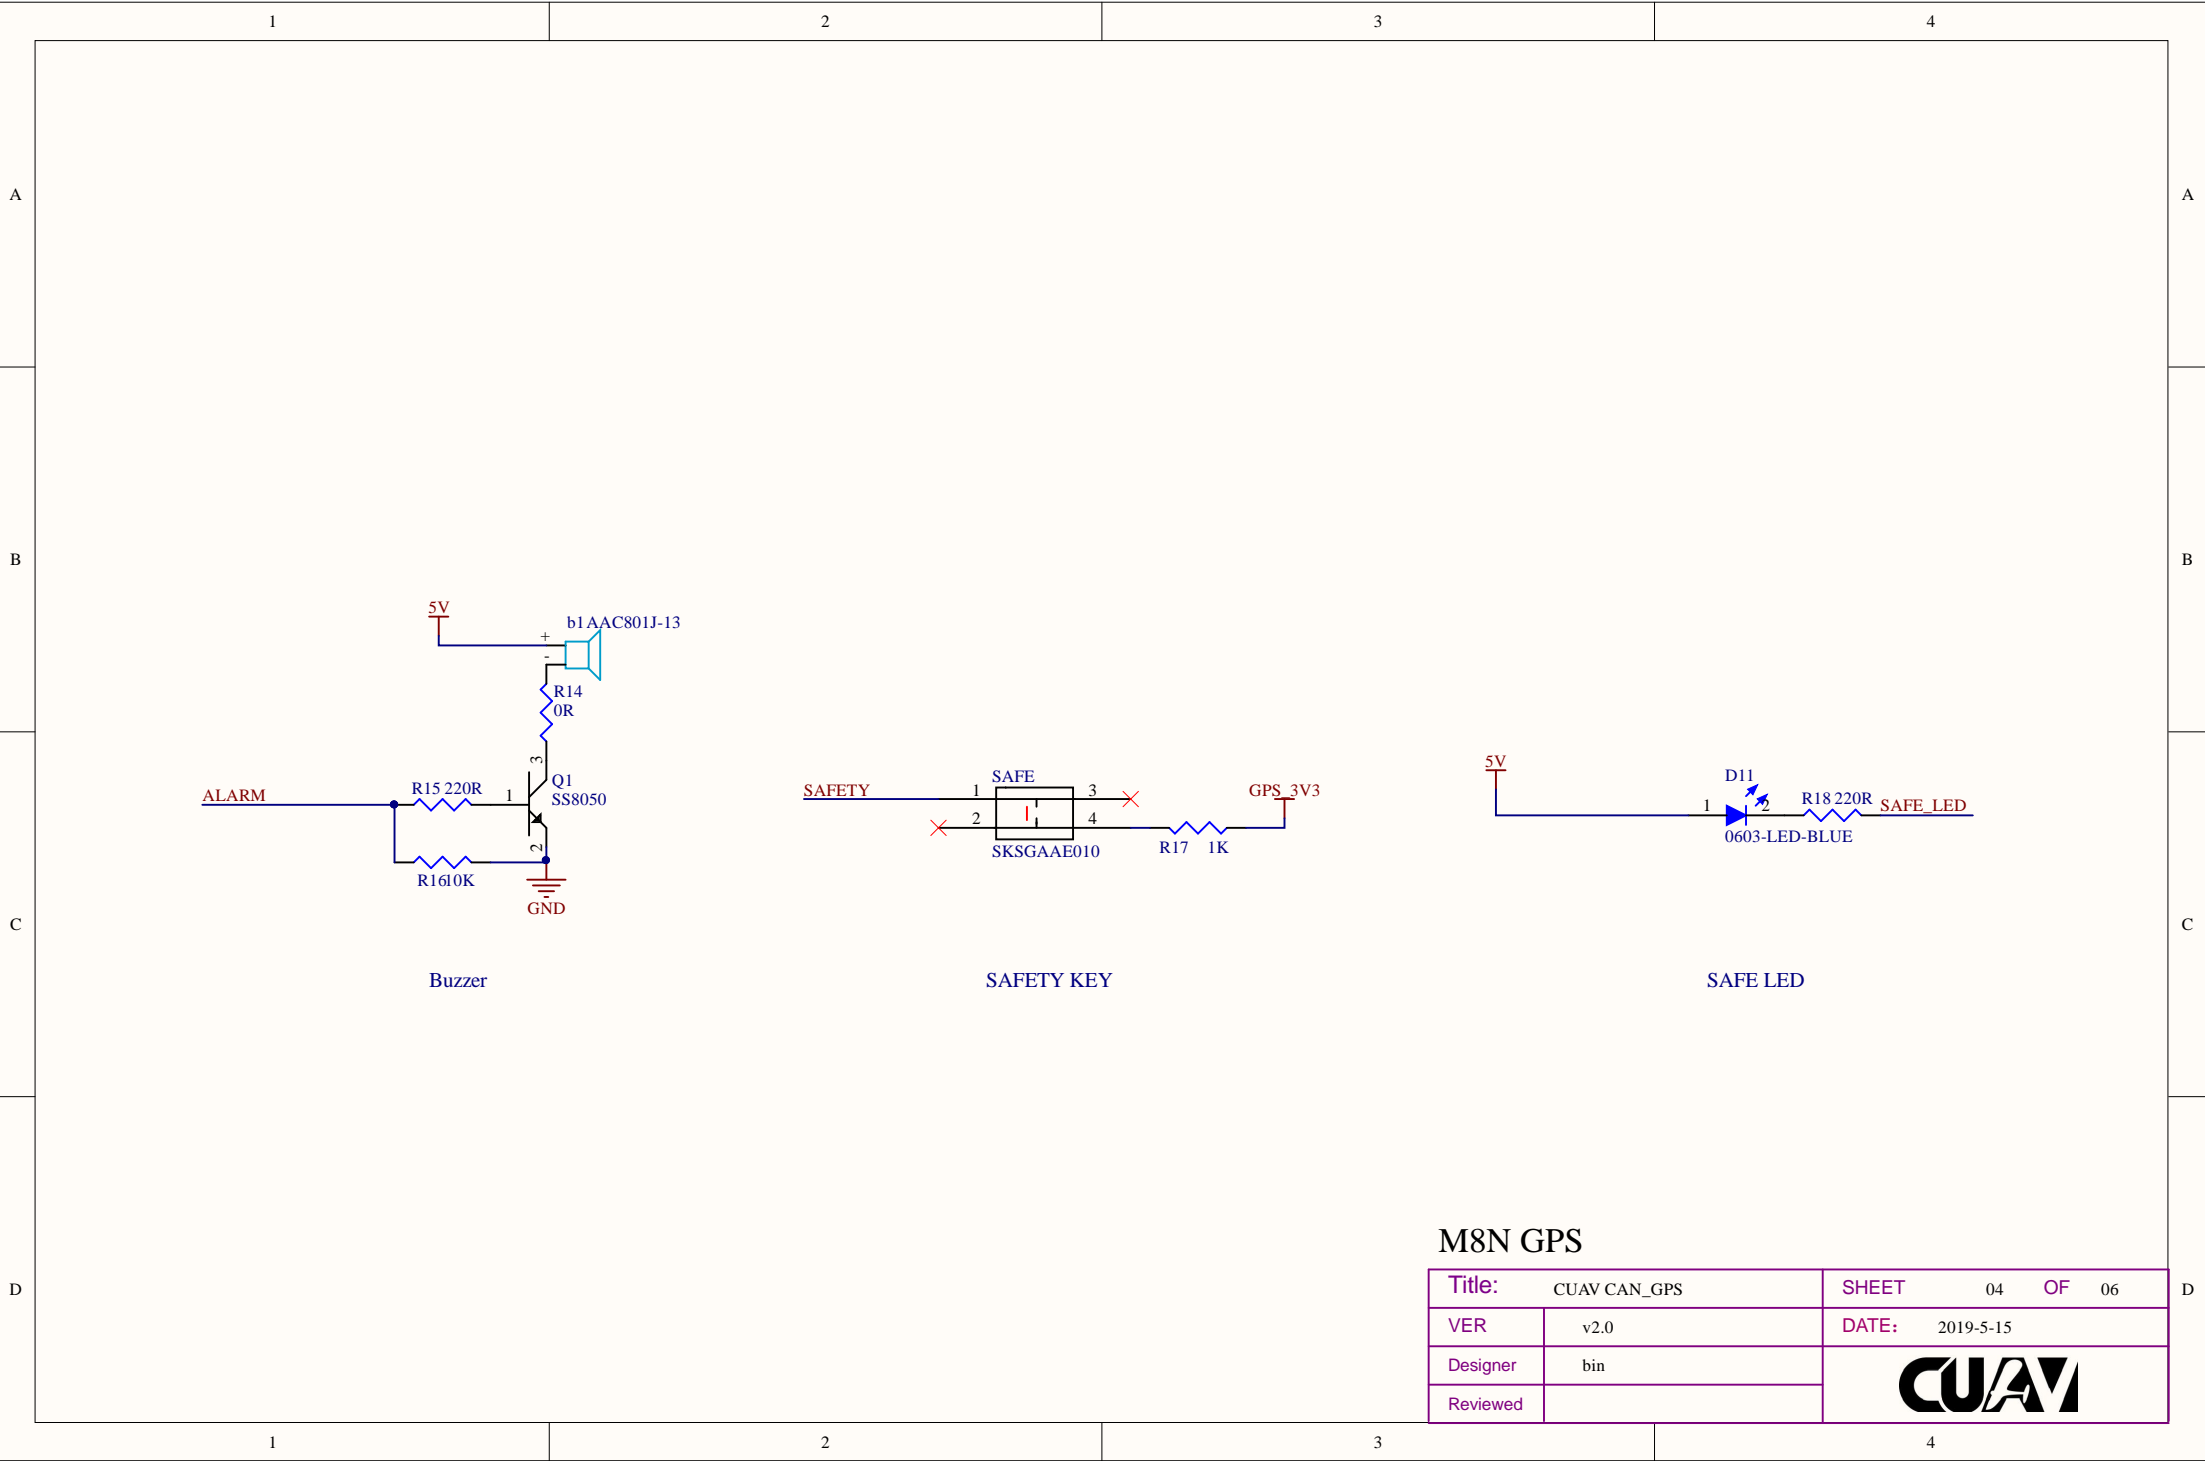 1 2 3 4
A A
B B
5V
b1 AAC801J-13
+
-
R14
0R
3
Q1
SS8050
ALARM
R15 220R
1
2
R16 10K
GND
Buzzer
SAFETY
SAFE
1 3
2 4
SKSGAAE010
GPS_3V3
R17 1K
SAFETY KEY
5V
D11
1 2
0603-LED-BLUE
R18 220R
SAFE_LED
SAFE LED
C C
M8N GPS
D D
Title: CUAV CAN_GPS SHEET 04 OF 06
VER v2.0 DATE: 2019-5-15
Designer bin
Reviewed
CUAV
1 2 3 4